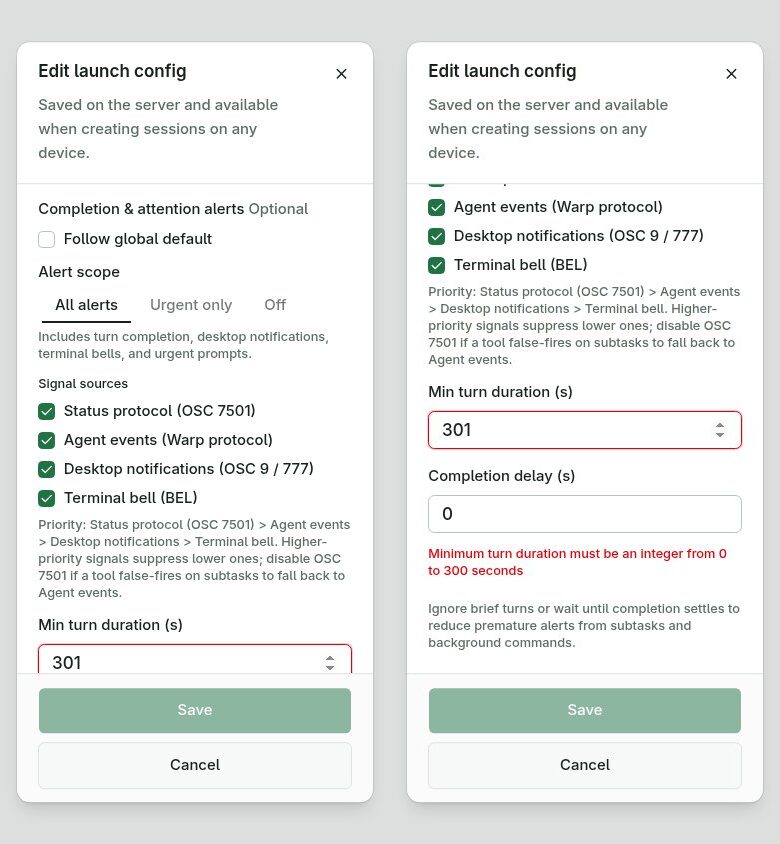 Edit launch config
Saved on the server and available
when creating sessions on any
device.
Completion & attention alerts Optional
Follow global default
Alert scope
All alerts Urgent only Off
Includes turn completion, desktop notifications,
terminal bells, and urgent prompts.
Signal sources
Status protocol (OSC 7501)
Agent events (Warp protocol)
Desktop notifications (OSC 9 / 777)
Terminal bell (BEL)
Priority: Status protocol (OSC 7501) > Agent events
> Desktop notifications > Terminal bell. Higher-
priority signals suppress lower ones; disable OSC
7501 if a tool false-fires on subtasks to fall back to
Agent events.
Min turn duration (s)
301
Save
Cancel
Edit launch config
Saved on the server and available
when creating sessions on any
device.
Agent events (Warp protocol)
Desktop notifications (OSC 9 / 777)
Terminal bell (BEL)
Priority: Status protocol (OSC 7501) > Agent events
> Desktop notifications > Terminal bell. Higher-
priority signals suppress lower ones; disable OSC
7501 if a tool false-fires on subtasks to fall back to
Agent events.
Min turn duration (s)
301
Completion delay (s)
0
Minimum turn duration must be an integer from 0
to 300 seconds
Ignore brief turns or wait until completion settles to
reduce premature alerts from subtasks and
background commands.
Save
Cancel